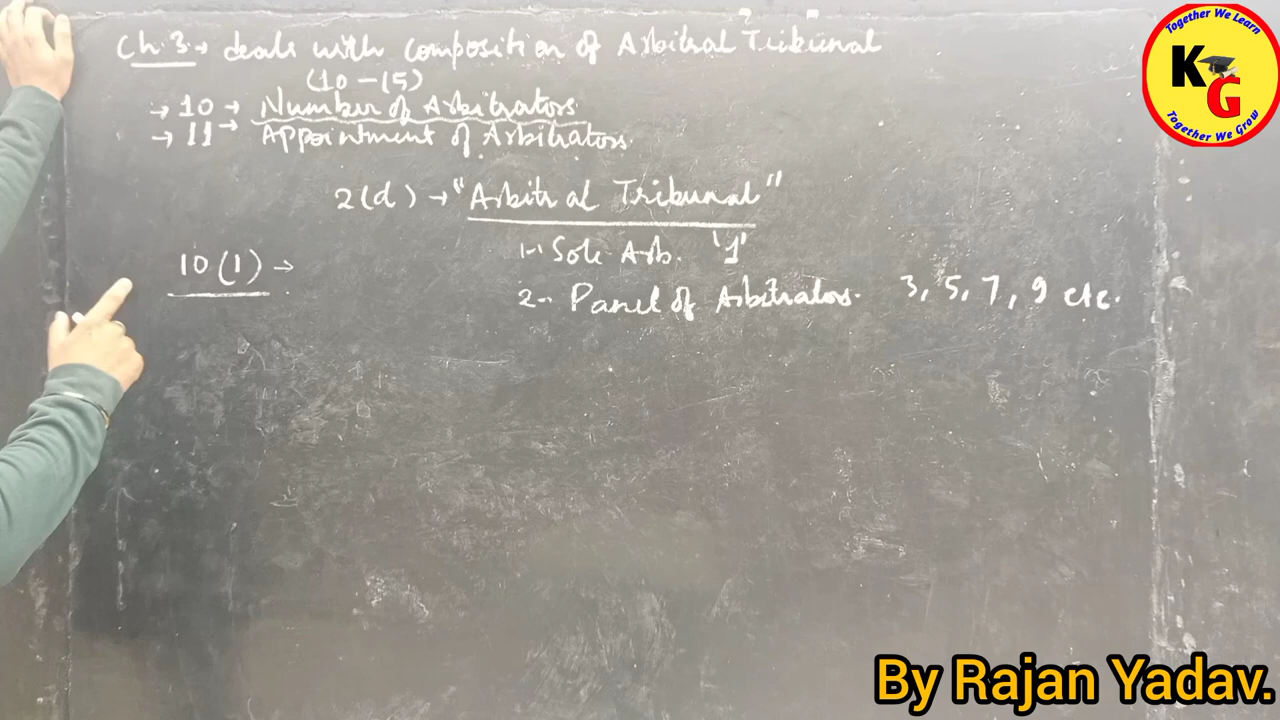 Ch. 3 → deals with composition of Arbitral Tribunal
(10-15)
→ 10 → Number of Arbitrators
→ 11 → Appointment of Arbitrators.
2(d) → "Arbitral Tribunal"
1- Sole Arb. '1'
10(1) →
2- Panel of Arbitrators. 3, 5, 7, 9 etc.
Together We Learn
KG
Together We Grow
By Rajan Yadav.